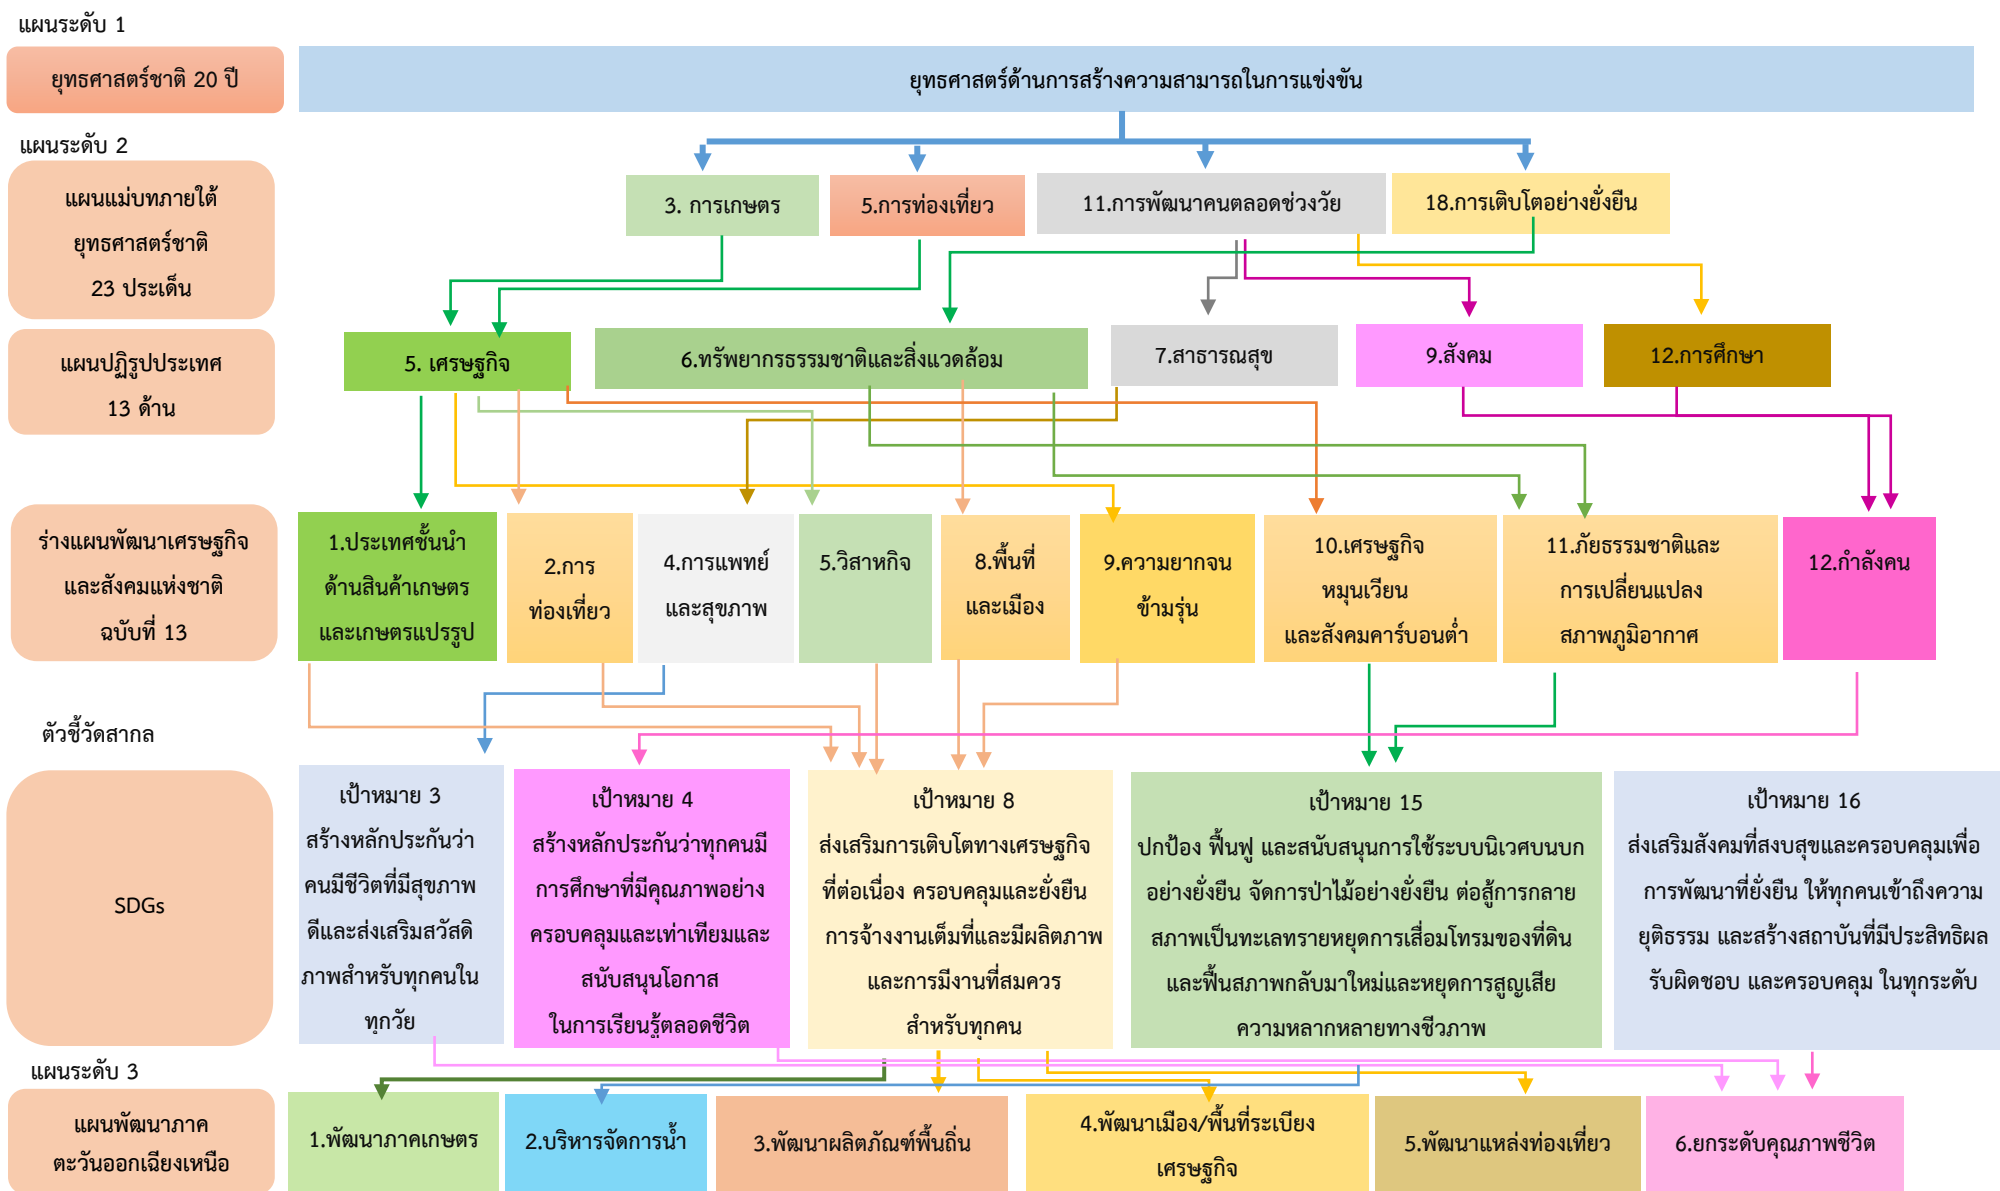 แผนระดับ 1
ยุทธศาสตร์ชาติ 20 ปี
ยุทธศาสตร์ด้านการสร้างความสามารถในการแข่งขัน
แผนระดับ 2
แผนแม่บทภายใต้
ยุทธศาสตร์ชาติ
23 ประเด็น
3. การเกษตร
5.การท่องเที่ยว
11.การพัฒนาคนตลอดช่วงวัย
18.การเติบโตอย่างยั่งยืน
แผนปฏิรูปประเทศ
13 ด้าน
5. เศรษฐกิจ
6.ทรัพยากรธรรมชาติและสิ่งแวดล้อม
7.สาธารณสุข
9.สังคม
12.การศึกษา
ร่างแผนพัฒนาเศรษฐกิจ
และสังคมแห่งชาติ
ฉบับที่ 13
1.ประเทศชั้นนำ
ด้านสินค้าเกษตร
และเกษตรแปรรูป
2.การ
ท่องเที่ยว
4.การแพทย์
และสุขภาพ
5.วิสาหกิจ
8.พื้นที่
และเมือง
9.ความยากจน
ข้ามรุ่น
10.เศรษฐกิจ
หมุนเวียน
และสังคมคาร์บอนต่ำ
11.ภัยธรรมชาติและ
การเปลี่ยนแปลง
สภาพภูมิอากาศ
12.กำลังคน
ตัวชี้วัดสากล
SDGs
เป้าหมาย 3
สร้างหลักประกันว่า
คนมีชีวิตที่มีสุขภาพ
ดีและส่งเสริมสวัสดิ
ภาพสำหรับทุกคนใน
ทุกวัย
เป้าหมาย 4
สร้างหลักประกันว่าทุกคนมี
การศึกษาที่มีคุณภาพอย่าง
ครอบคลุมและเท่าเทียมและ
สนับสนุนโอกาส
ในการเรียนรู้ตลอดชีวิต
เป้าหมาย 8
ส่งเสริมการเติบโตทางเศรษฐกิจ
ที่ต่อเนื่อง ครอบคลุมและยั่งยืน
การจ้างงานเต็มที่และมีผลิตภาพ
และการมีงานที่สมควร
สำหรับทุกคน
เป้าหมาย 15
ปกป้อง ฟื้นฟู และสนับสนุนการใช้ระบบนิเวศบนบก
อย่างยั่งยืน จัดการป่าไม้อย่างยั่งยืน ต่อสู้การกลาย
สภาพเป็นทะเลทรายหยุดการเสื่อมโทรมของที่ดิน
และฟื้นสภาพกลับมาใหม่และหยุดการสูญเสีย
ความหลากหลายทางชีวภาพ
เป้าหมาย 16
ส่งเสริมสังคมที่สงบสุขและครอบคลุมเพื่อ
การพัฒนาที่ยั่งยืน ให้ทุกคนเข้าถึงความ
ยุติธรรม และสร้างสถาบันที่มีประสิทธิผล
รับผิดชอบ และครอบคลุม ในทุกระดับ
แผนระดับ 3
แผนพัฒนาภาค
ตะวันออกเฉียงเหนือ
1.พัฒนาภาคเกษตร
2.บริหารจัดการน้ำ
3.พัฒนาผลิตภัณฑ์พื้นถิ่น
4.พัฒนาเมือง/พื้นที่ระเบียง
เศรษฐกิจ
5.พัฒนาแหล่งท่องเที่ยว
6.ยกระดับคุณภาพชีวิต